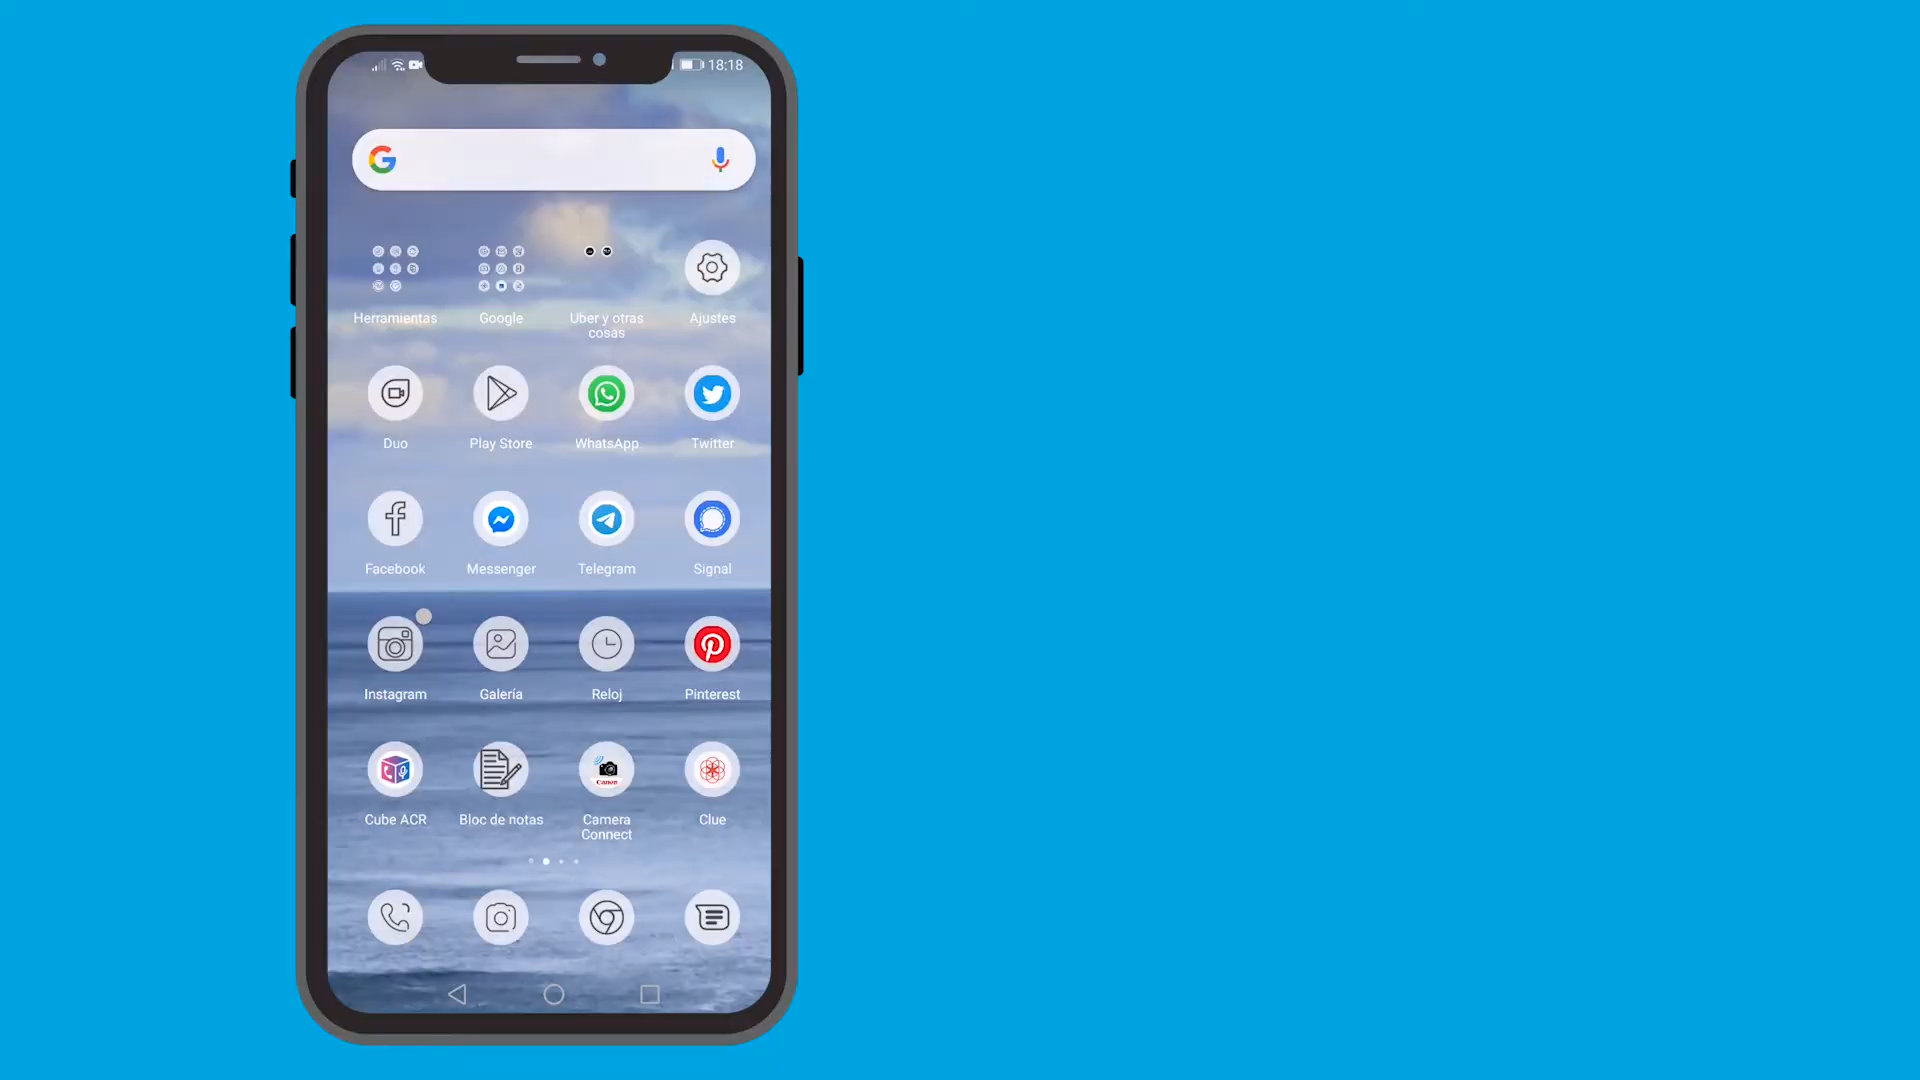 18:18
Herramientas
Google
Uber y otras
cosas
Ajustes
Duo
Play Store
WhatsApp
Twitter
Facebook
Messenger
Telegram
Signal
Instagram
Galería
Reloj
Pinterest
Canon
Cube ACR
Bloc de notas
Camera
Connect
Clue